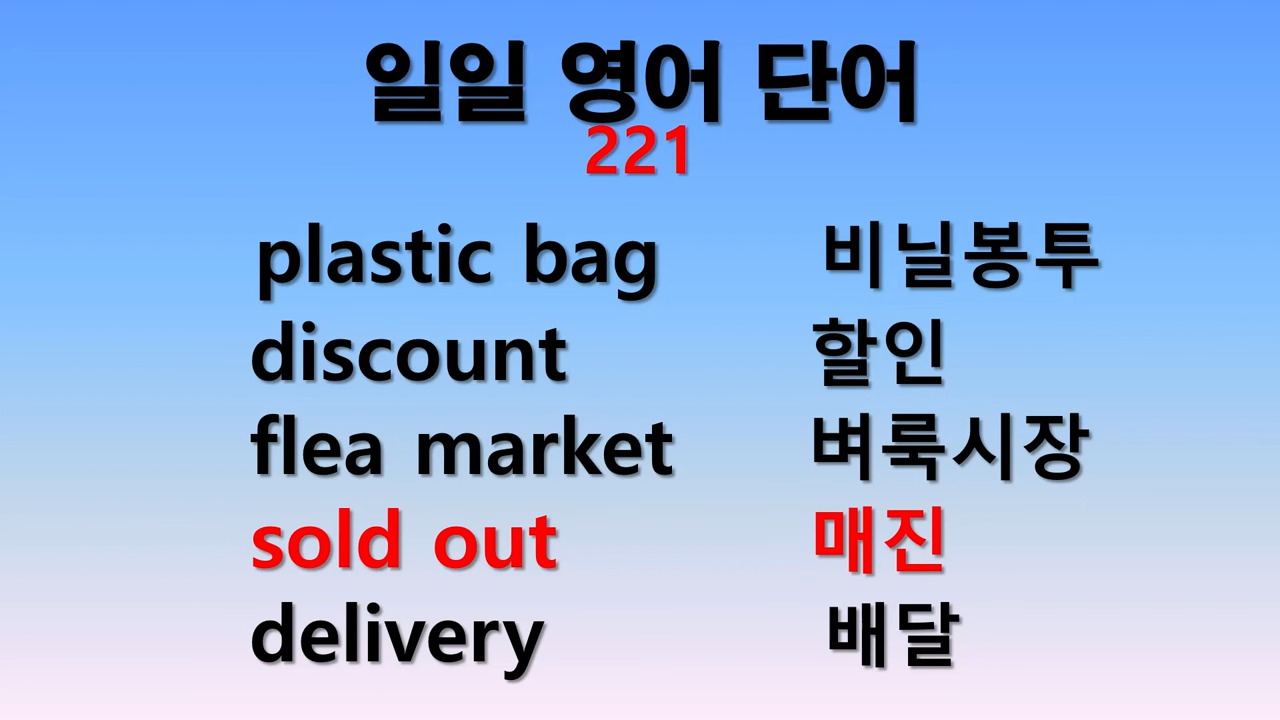 일일 영어 단어
221
plastic bag 비닐봉투
discount 할인
flea market 벼룩시장
sold out 매진
delivery 배달